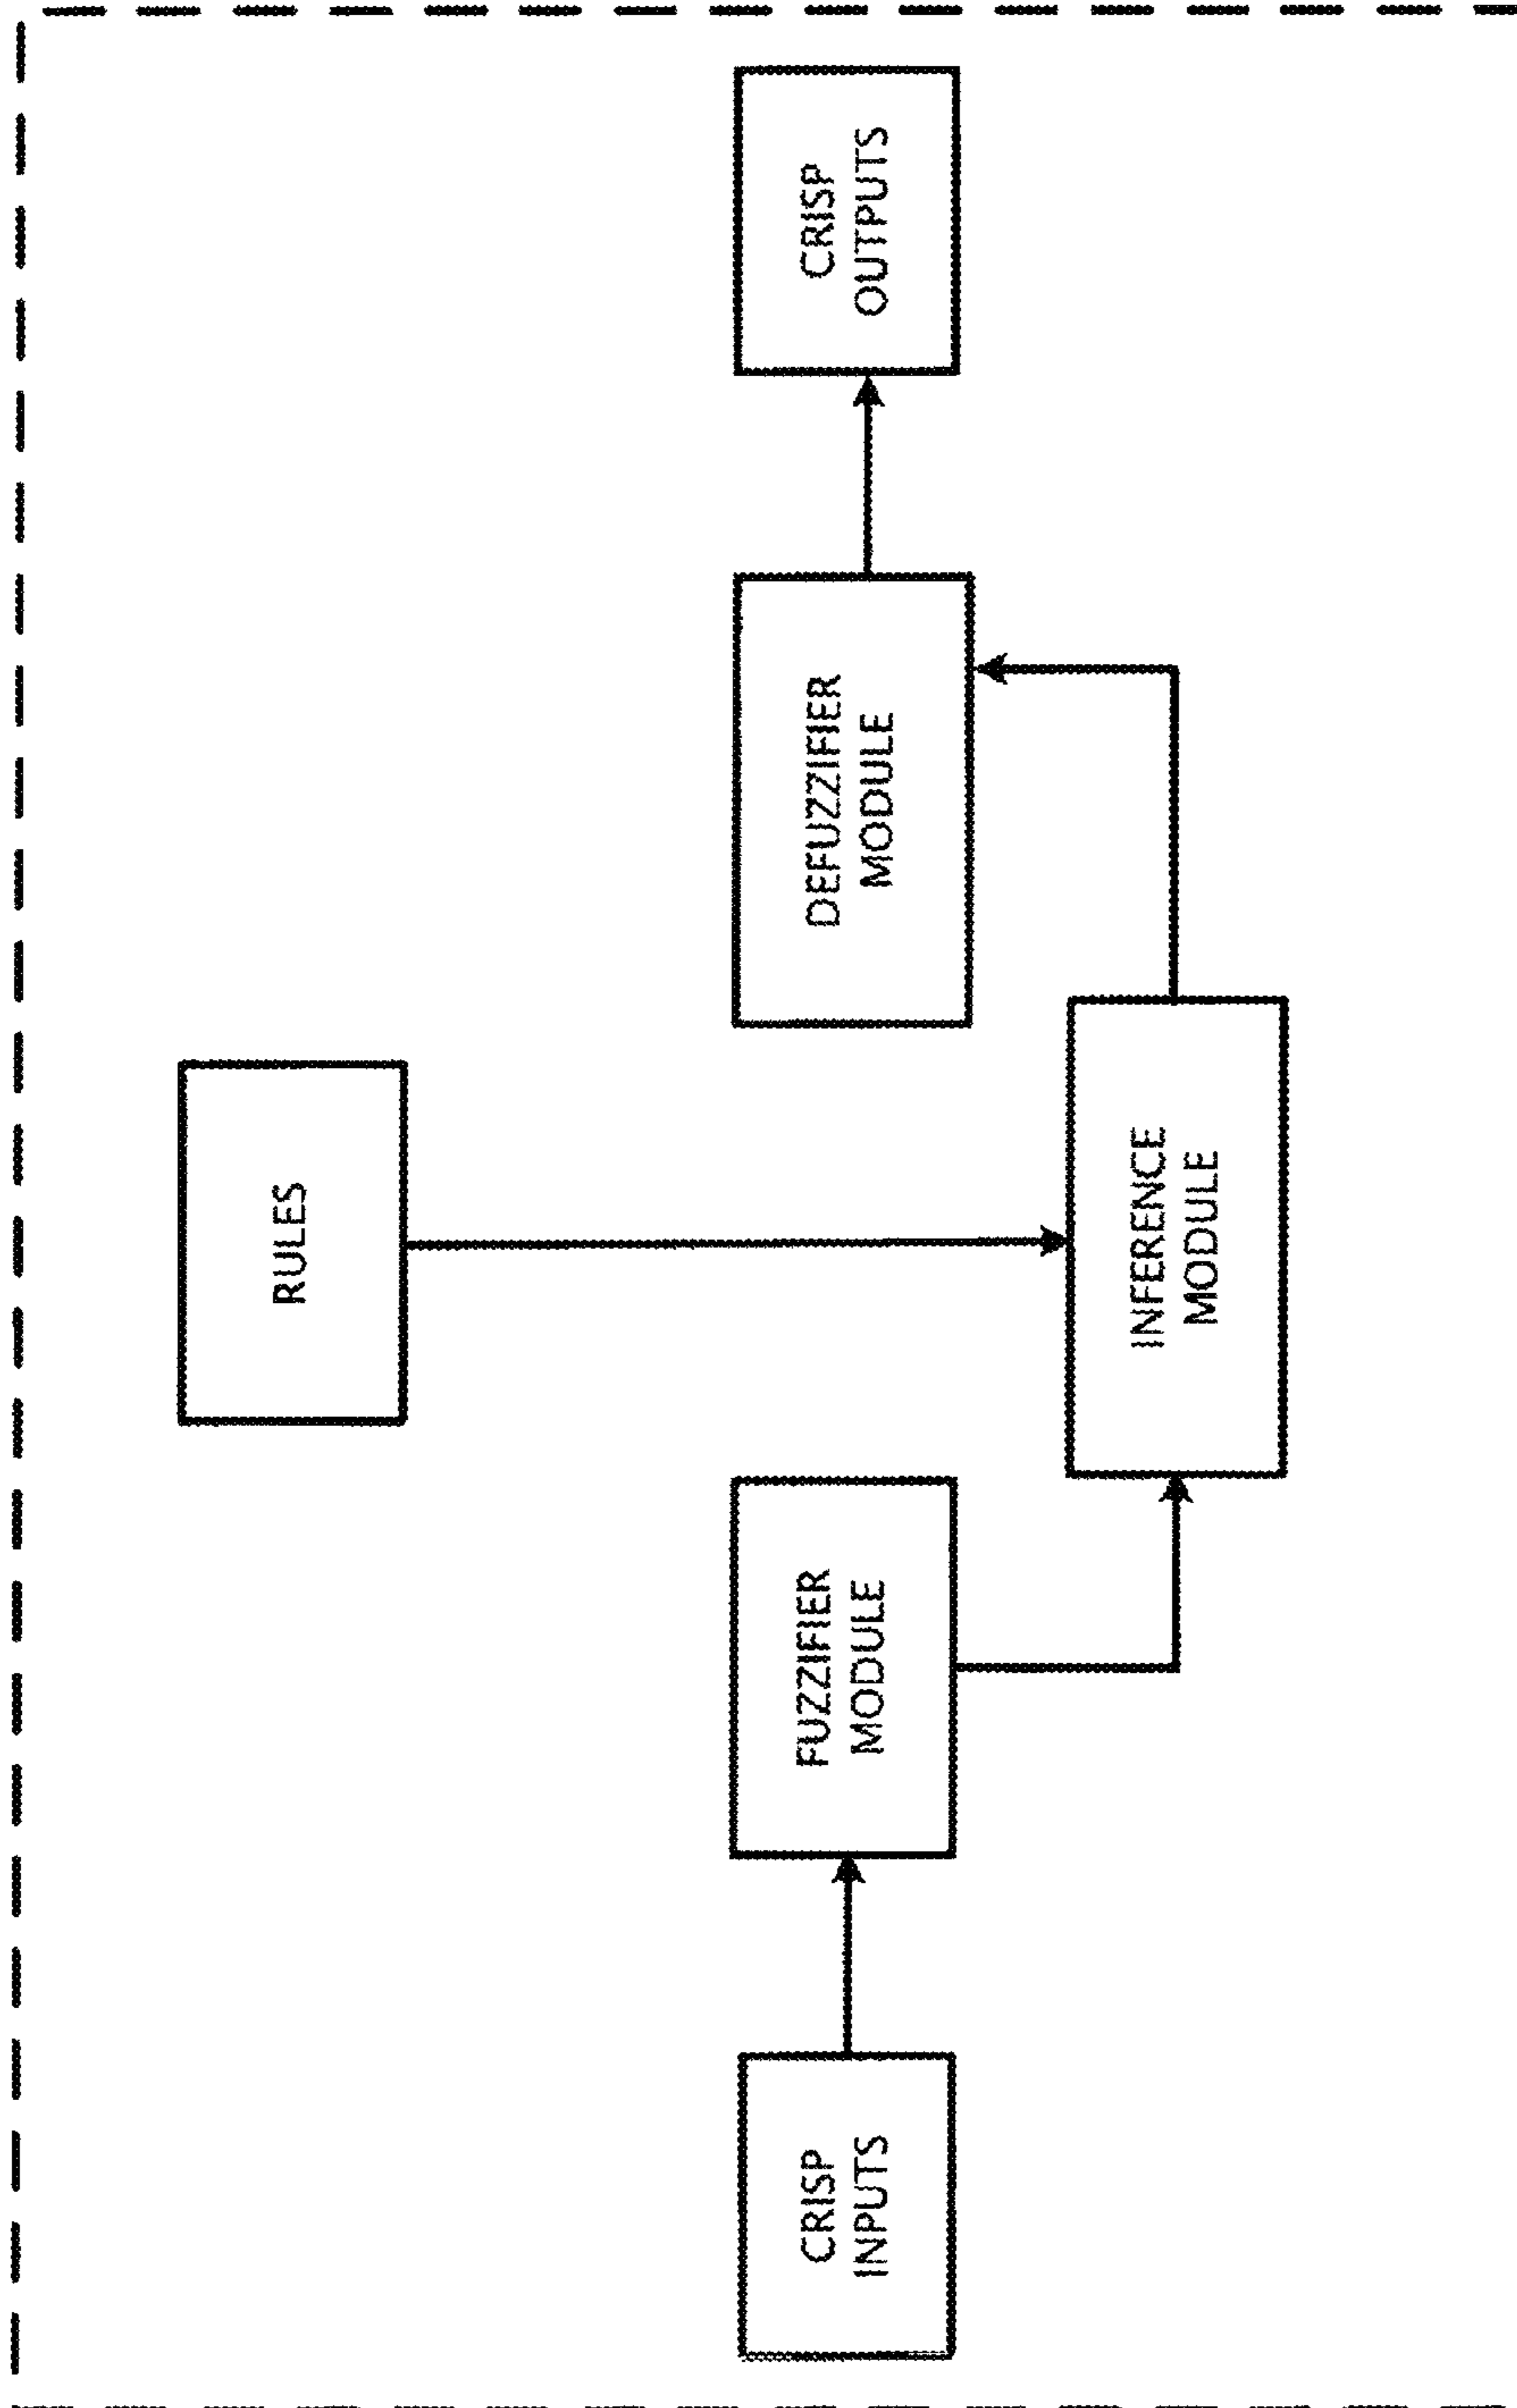 RULES
CRISP
INPUTS
FUZZIFIER
MODULE
INFERENCE
MODULE
DEFUZZIFIER
MODULE
CRISP
OUTPUTS